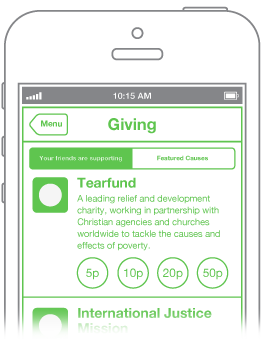 10:15 AM
Menu
Giving
Your friends are supporting
Featured Causes
Tearfund
A leading relief and development
charity, working in partnership with
Christian agencies and churches
worldwide to tackle the causes and
effects of poverty.
5p
10p
20p
50p
International Justice
Mission